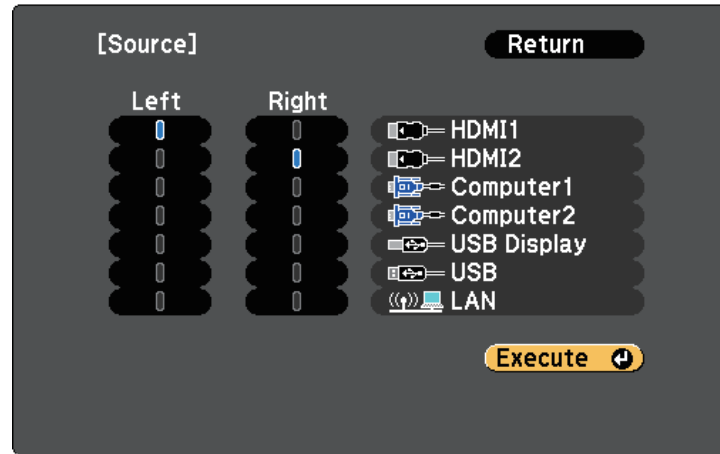 [Source] Return
Left Right
HDMI1
HDMI2
Computer1
Computer2
USB Display
USB
LAN
Execute